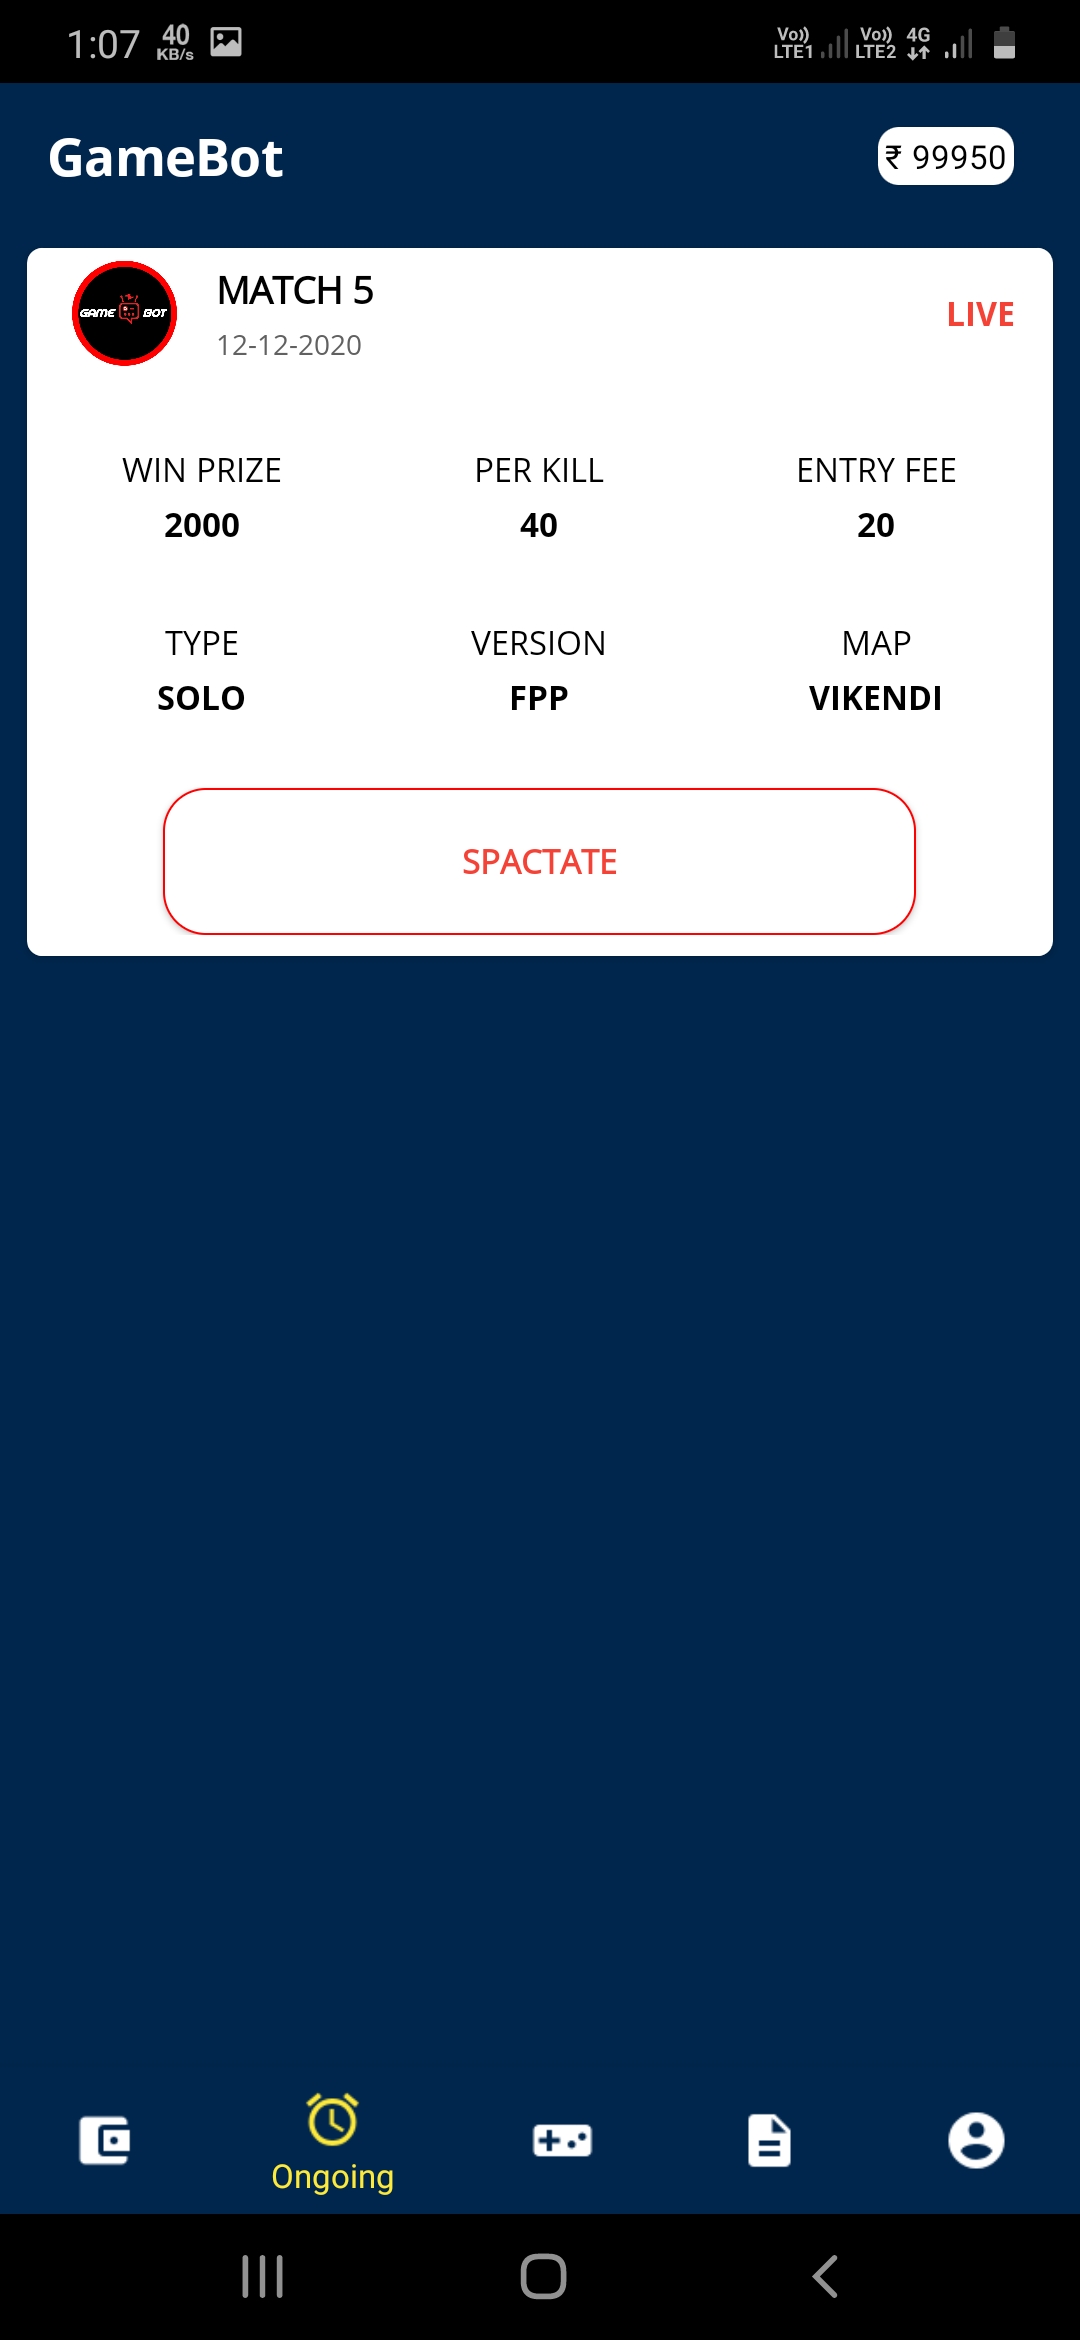 1:07 40 KB/s Vo)) LTE1 Vo)) LTE2 4G
GameBot ₹ 99950
GAME BOT
MATCH 5
12-12-2020
LIVE
WIN PRIZE PER KILL ENTRY FEE
2000 40 20
TYPE VERSION MAP
SOLO FPP VIKENDI
SPACTATE
Ongoing